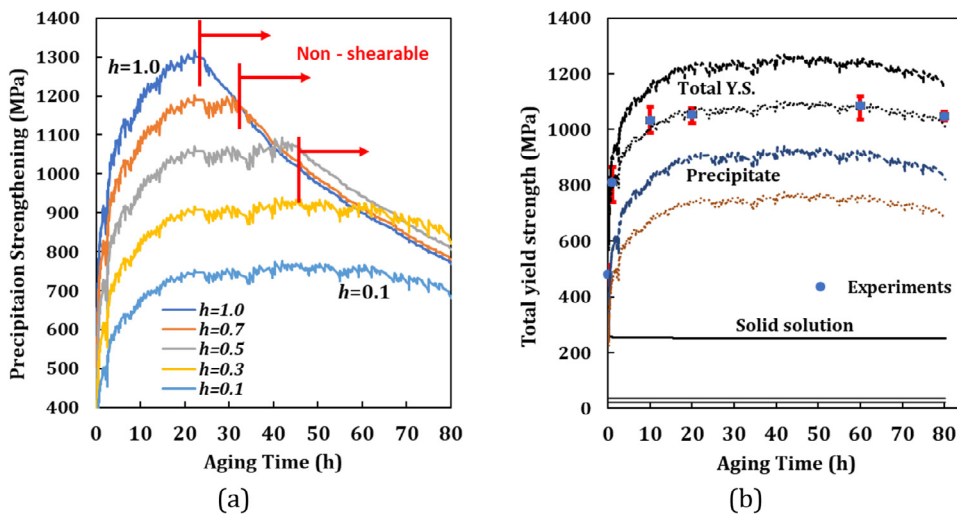 1400
1300
1200
1100
1000
900
800
700
600
500
400
Precipitaion Strengthening (MPa)
h=1.0
Non - shearable
h=0.1
h=1.0
h=0.7
h=0.5
h=0.3
h=0.1
0 10 20 30 40 50 60 70 80
Aging Time (h)
(a)
1400
1200
1000
800
600
400
200
0
Total yield strength (MPa)
Total Y.S.
Precipitate
Experiments
Solid solution
0 10 20 30 40 50 60 70 80
Aging Time (h)
(b)